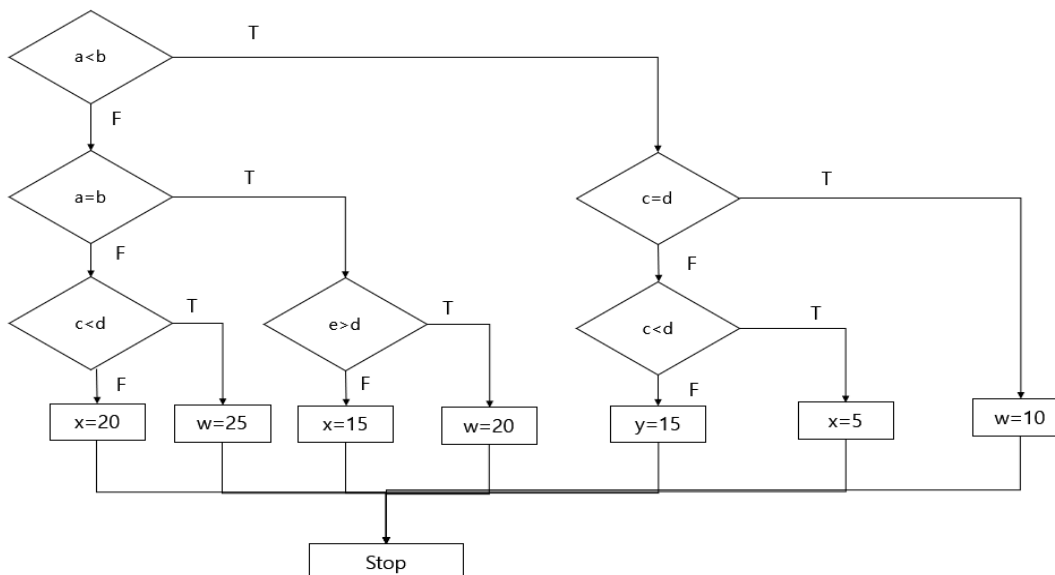 T
a<b
F
T
T
a=b
c=d
F
F
T
T
T
c<d
e>d
c<d
F
F
F
x=20
w=25
x=15
w=20
y=15
x=5
w=10
Stop